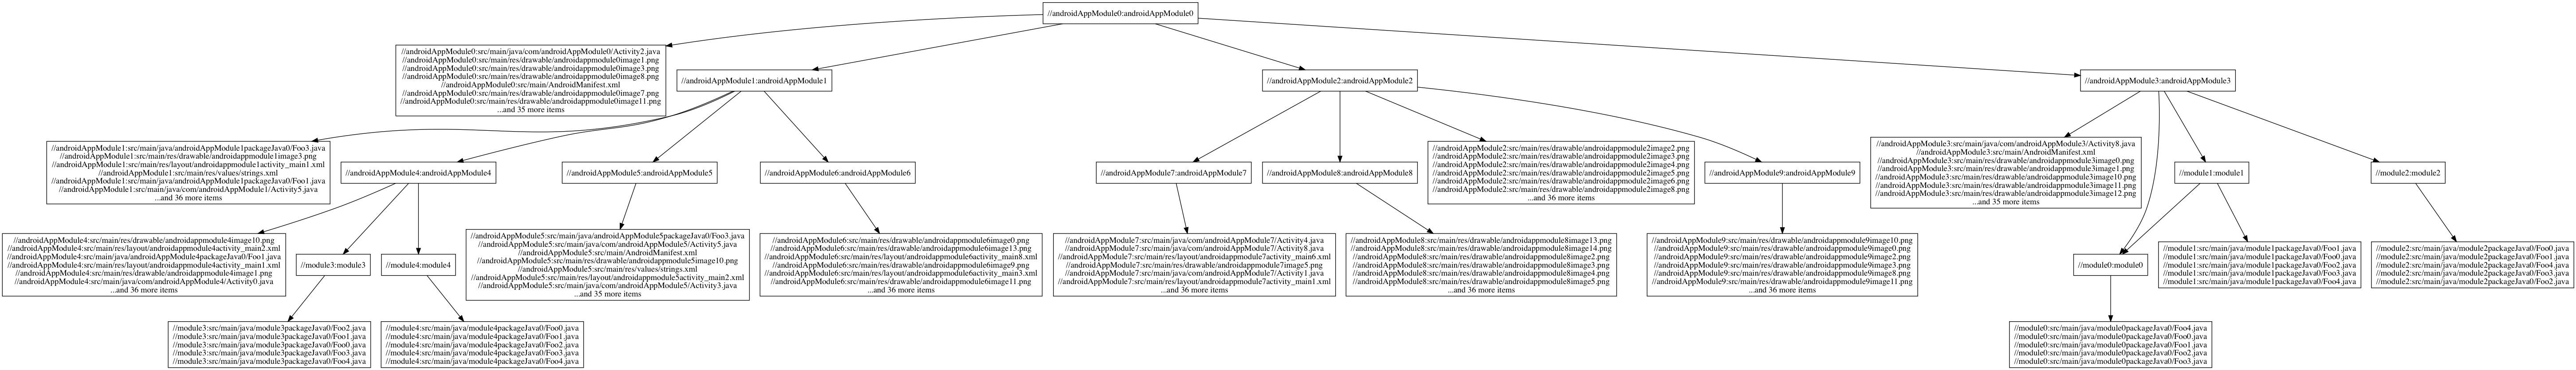 //androidAppModule0:androidAppModule0
//androidAppModule0:src/main/java/com/androidAppModule0/Activity2.java
//androidAppModule0:src/main/res/drawable/androidappmodule0image1.png
//androidAppModule0:src/main/res/drawable/androidappmodule0image3.png
//androidAppModule0:src/main/res/drawable/androidappmodule0image8.png
//androidAppModule0:src/main/AndroidManifest.xml
//androidAppModule0:src/main/res/drawable/androidappmodule0image7.png
//androidAppModule0:src/main/res/drawable/androidappmodule0image11.png
...and 35 more items
//androidAppModule1:androidAppModule1
//androidAppModule2:androidAppModule2
//androidAppModule3:androidAppModule3
//androidAppModule1:src/main/java/androidAppModule1packageJava0/Foo3.java
//androidAppModule1:src/main/res/drawable/androidappmodule1image3.png
//androidAppModule1:src/main/res/layout/androidappmodule1activity_main1.xml
//androidAppModule1:src/main/res/values/strings.xml
//androidAppModule1:src/main/java/androidAppModule1packageJava0/Foo1.java
//androidAppModule1:src/main/java/com/androidAppModule1/Activity5.java
...and 36 more items
//androidAppModule4:androidAppModule4
//androidAppModule5:androidAppModule5
//androidAppModule6:androidAppModule6
//androidAppModule7:androidAppModule7
//androidAppModule8:androidAppModule8
//androidAppModule2:src/main/res/drawable/androidappmodule2image2.png
//androidAppModule2:src/main/res/drawable/androidappmodule2image3.png
//androidAppModule2:src/main/res/drawable/androidappmodule2image4.png
//androidAppModule2:src/main/res/drawable/androidappmodule2image5.png
//androidAppModule2:src/main/res/drawable/androidappmodule2image6.png
//androidAppModule2:src/main/res/drawable/androidappmodule2image8.png
...and 36 more items
//androidAppModule9:androidAppModule9
//androidAppModule3:src/main/java/com/androidAppModule3/Activity8.java
//androidAppModule3:src/main/AndroidManifest.xml
//androidAppModule3:src/main/res/drawable/androidappmodule3image0.png
//androidAppModule3:src/main/res/drawable/androidappmodule3image1.png
//androidAppModule3:src/main/res/drawable/androidappmodule3image10.png
//androidAppModule3:src/main/res/drawable/androidappmodule3image11.png
//androidAppModule3:src/main/res/drawable/androidappmodule3image12.png
...and 35 more items
//module1:module1
//module2:module2
//androidAppModule4:src/main/res/drawable/androidappmodule4image10.png
//androidAppModule4:src/main/res/layout/androidappmodule4activity_main2.xml
//androidAppModule4:src/main/java/androidAppModule4packageJava0/Foo1.java
//androidAppModule4:src/main/res/layout/androidappmodule4activity_main1.xml
//androidAppModule4:src/main/res/drawable/androidappmodule4image1.png
//androidAppModule4:src/main/java/com/androidAppModule4/Activity0.java
...and 36 more items
//module3:module3
//module4:module4
//androidAppModule5:src/main/java/androidAppModule5packageJava0/Foo3.java
//androidAppModule5:src/main/java/com/androidAppModule5/Activity5.java
//androidAppModule5:src/main/AndroidManifest.xml
//androidAppModule5:src/main/res/drawable/androidappmodule5image10.png
//androidAppModule5:src/main/res/values/strings.xml
//androidAppModule5:src/main/res/layout/androidappmodule5activity_main2.xml
//androidAppModule5:src/main/java/com/androidAppModule5/Activity3.java
...and 35 more items
//androidAppModule6:src/main/res/drawable/androidappmodule6image0.png
//androidAppModule6:src/main/res/drawable/androidappmodule6image13.png
//androidAppModule6:src/main/res/layout/androidappmodule6activity_main8.xml
//androidAppModule6:src/main/res/drawable/androidappmodule6image9.png
//androidAppModule6:src/main/res/layout/androidappmodule6activity_main3.xml
//androidAppModule6:src/main/res/drawable/androidappmodule6image11.png
...and 36 more items
//androidAppModule7:src/main/java/com/androidAppModule7/Activity4.java
//androidAppModule7:src/main/java/com/androidAppModule7/Activity8.java
//androidAppModule7:src/main/res/layout/androidappmodule7activity_main6.xml
//androidAppModule7:src/main/res/drawable/androidappmodule7image5.png
//androidAppModule7:src/main/java/com/androidAppModule7/Activity1.java
//androidAppModule7:src/main/res/layout/androidappmodule7activity_main1.xml
...and 36 more items
//androidAppModule8:src/main/res/drawable/androidappmodule8image13.png
//androidAppModule8:src/main/res/drawable/androidappmodule8image14.png
//androidAppModule8:src/main/res/drawable/androidappmodule8image2.png
//androidAppModule8:src/main/res/drawable/androidappmodule8image3.png
//androidAppModule8:src/main/res/drawable/androidappmodule8image4.png
//androidAppModule8:src/main/res/drawable/androidappmodule8image5.png
...and 36 more items
//androidAppModule9:src/main/res/drawable/androidappmodule9image10.png
//androidAppModule9:src/main/res/drawable/androidappmodule9image0.png
//androidAppModule9:src/main/res/drawable/androidappmodule9image2.png
//androidAppModule9:src/main/res/drawable/androidappmodule9image3.png
//androidAppModule9:src/main/res/drawable/androidappmodule9image8.png
//androidAppModule9:src/main/res/drawable/androidappmodule9image11.png
...and 36 more items
//module0:module0
//module1:src/main/java/module1packageJava0/Foo1.java
//module1:src/main/java/module1packageJava0/Foo0.java
//module1:src/main/java/module1packageJava0/Foo2.java
//module1:src/main/java/module1packageJava0/Foo3.java
//module1:src/main/java/module1packageJava0/Foo4.java
//module2:src/main/java/module2packageJava0/Foo0.java
//module2:src/main/java/module2packageJava0/Foo1.java
//module2:src/main/java/module2packageJava0/Foo4.java
//module2:src/main/java/module2packageJava0/Foo3.java
//module2:src/main/java/module2packageJava0/Foo2.java
//module3:src/main/java/module3packageJava0/Foo2.java
//module3:src/main/java/module3packageJava0/Foo1.java
//module3:src/main/java/module3packageJava0/Foo0.java
//module3:src/main/java/module3packageJava0/Foo3.java
//module3:src/main/java/module3packageJava0/Foo4.java
//module4:src/main/java/module4packageJava0/Foo0.java
//module4:src/main/java/module4packageJava0/Foo1.java
//module4:src/main/java/module4packageJava0/Foo2.java
//module4:src/main/java/module4packageJava0/Foo3.java
//module4:src/main/java/module4packageJava0/Foo4.java
//module0:src/main/java/module0packageJava0/Foo4.java
//module0:src/main/java/module0packageJava0/Foo0.java
//module0:src/main/java/module0packageJava0/Foo1.java
//module0:src/main/java/module0packageJava0/Foo2.java
//module0:src/main/java/module0packageJava0/Foo3.java